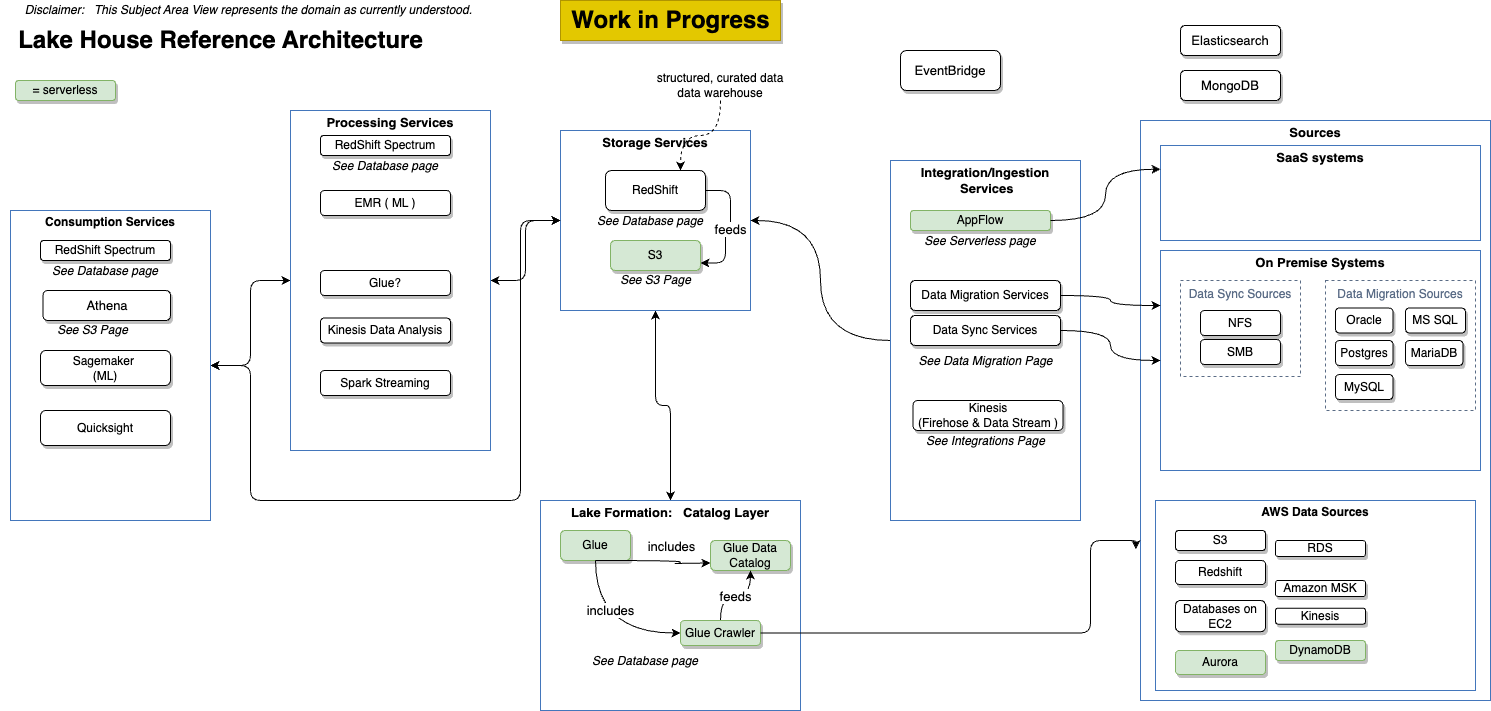 Disclaimer: This Subject Area View represents the domain as currently understood.
Work in Progress
Lake House Reference Architecture
= serverless
structured, curated data
data warehouse
EventBridge
Elasticsearch
MongoDB
Consumption Services
RedShift Spectrum
See Database page
Athena
See S3 Page
Sagemaker
(ML)
Quicksight
Processing Services
RedShift Spectrum
See Database page
EMR ( ML )
Glue?
Kinesis Data Analysis
Spark Streaming
Storage Services
RedShift
See Database page
feeds
S3
See S3 Page
Lake Formation: Catalog Layer
Glue
includes
Glue Data
Catalog
includes
feeds
Glue Crawler
See Database page
Integration/Ingestion
Services
AppFlow
See Serverless page
Data Migration Services
Data Sync Services
See Data Migration Page
Kinesis
(Firehose & Data Stream )
See Integrations Page
Sources
SaaS systems
On Premise Systems
Data Sync Sources
NFS
SMB
Data Migration Sources
Oracle
MS SQL
Postgres
MariaDB
MySQL
AWS Data Sources
S3
RDS
Redshift
Amazon MSK
Databases on
EC2
Kinesis
Aurora
DynamoDB